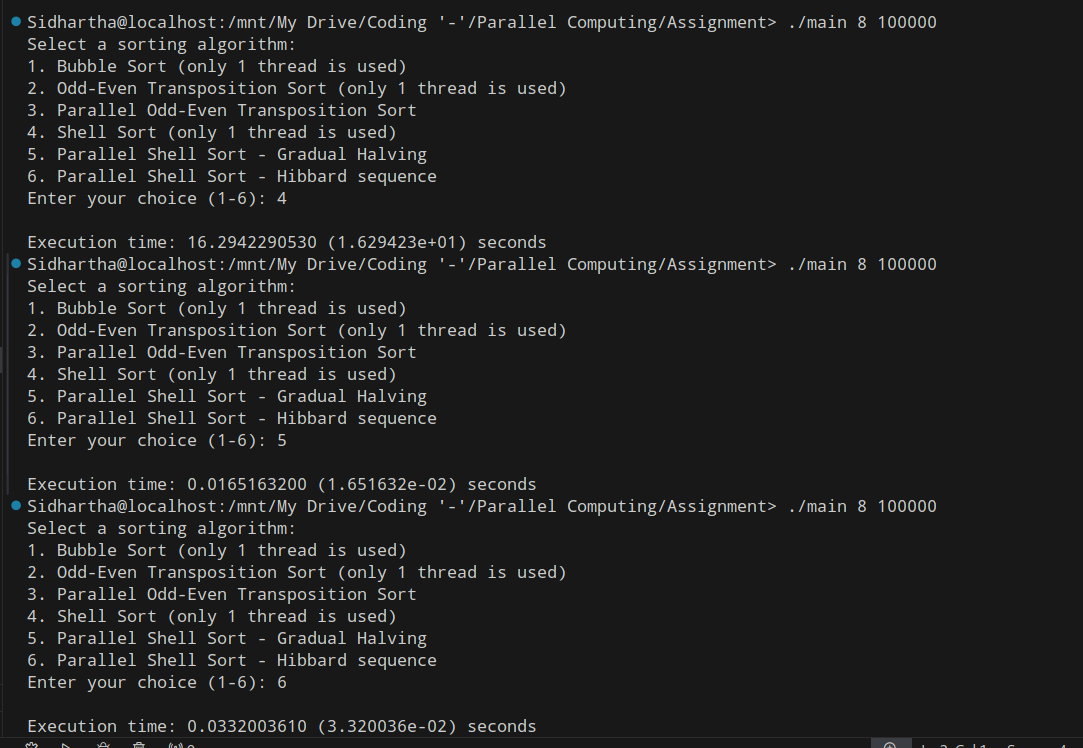 Sidhartha@localhost:/mnt/My Drive/Coding '-'/Parallel Computing/Assignment> ./main 8 100000
Select a sorting algorithm:
1. Bubble Sort (only 1 thread is used)
2. Odd-Even Transposition Sort (only 1 thread is used)
3. Parallel Odd-Even Transposition Sort
4. Shell Sort (only 1 thread is used)
5. Parallel Shell Sort - Gradual Halving
6. Parallel Shell Sort - Hibbard sequence
Enter your choice (1-6): 4

Execution time: 16.2942290530 (1.629423e+01) seconds
Sidhartha@localhost:/mnt/My Drive/Coding '-'/Parallel Computing/Assignment> ./main 8 100000
Select a sorting algorithm:
1. Bubble Sort (only 1 thread is used)
2. Odd-Even Transposition Sort (only 1 thread is used)
3. Parallel Odd-Even Transposition Sort
4. Shell Sort (only 1 thread is used)
5. Parallel Shell Sort - Gradual Halving
6. Parallel Shell Sort - Hibbard sequence
Enter your choice (1-6): 5

Execution time: 0.0165163200 (1.651632e-02) seconds
Sidhartha@localhost:/mnt/My Drive/Coding '-'/Parallel Computing/Assignment> ./main 8 100000
Select a sorting algorithm:
1. Bubble Sort (only 1 thread is used)
2. Odd-Even Transposition Sort (only 1 thread is used)
3. Parallel Odd-Even Transposition Sort
4. Shell Sort (only 1 thread is used)
5. Parallel Shell Sort - Gradual Halving
6. Parallel Shell Sort - Hibbard sequence
Enter your choice (1-6): 6

Execution time: 0.0332003610 (3.320036e-02) seconds